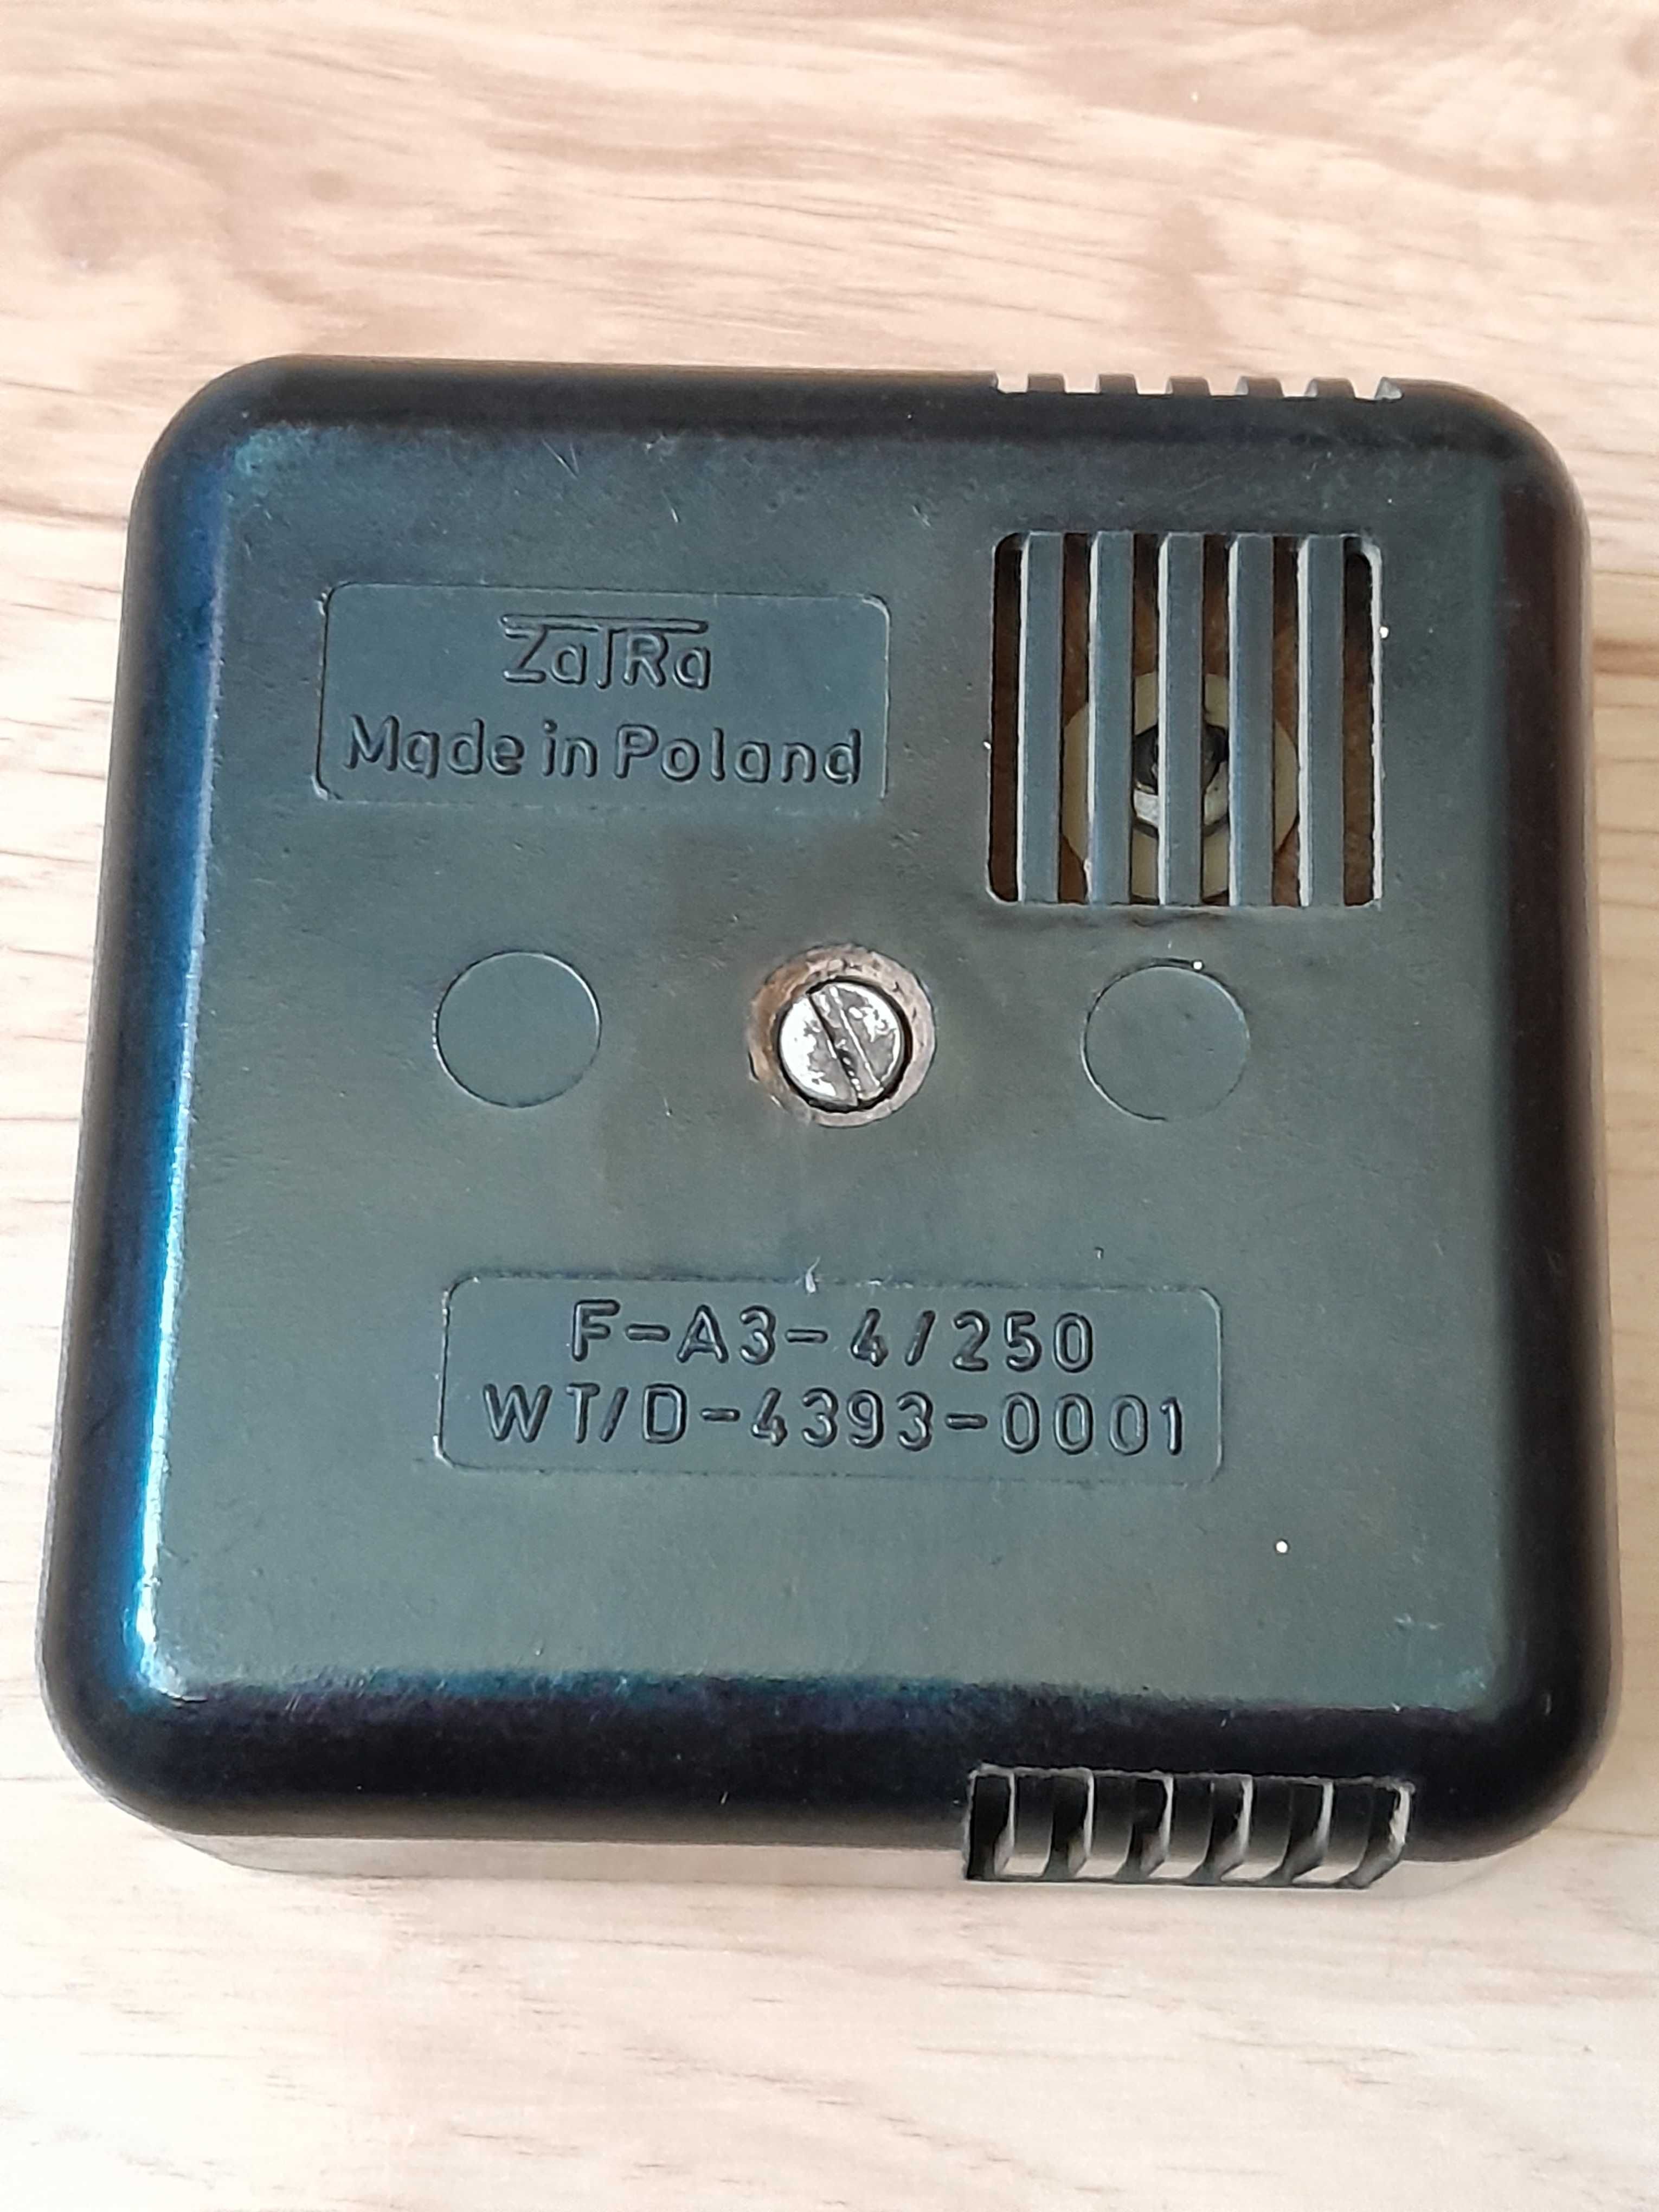 ZaTRa
Made in Poland
F-A3-4/250
WT/D-4393-0001